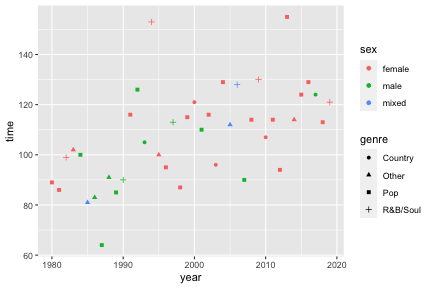 140
120
100
80
60
time
1980
1990
2000
2010
2020
year
sex
female
male
mixed
genre
Country
Other
Pop
R&B/Soul